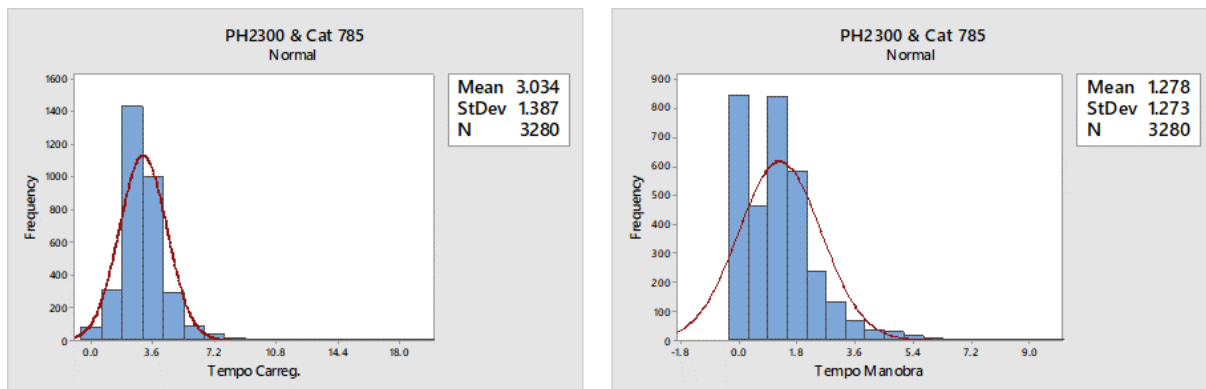 PH2300 & Cat 785
Normal
1600
1400
1200
1000
800
600
400
200
0
Frequency
0.0 3.6 7.2 10.8 14.4 18.0
Tempo Carreg.
Mean 3.034
StDev 1.387
N 3280
PH2300 & Cat 785
Normal
900
800
700
600
500
400
300
200
100
0
Frequency
-1.8 0.0 1.8 3.6 5.4 7.2 9.0
Tempo Manobra
Mean 1.278
StDev 1.273
N 3280